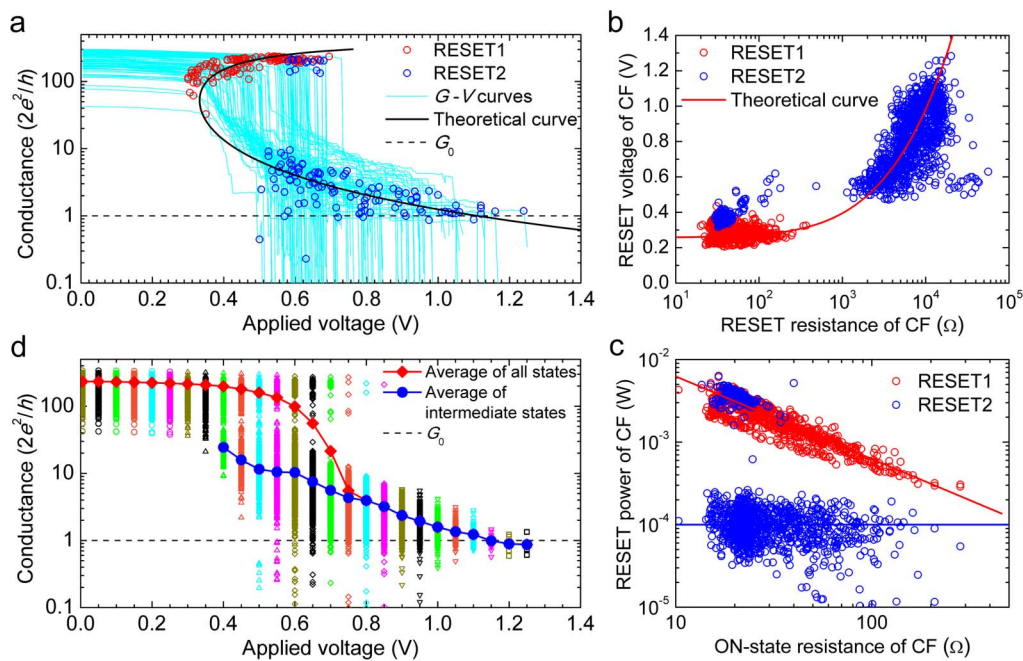 a
100
10
1
0.1
Conductance (2e²/h)
RESET1
RESET2
G -V curves
Theoretical curve
G₀
0.0 0.2 0.4 0.6 0.8 1.0 1.2 1.4
Applied voltage (V)
b
1.4
1.2
1.0
0.8
0.6
0.4
0.2
0.0
RESET voltage of CF (V)
RESET1
RESET2
Theoretical curve
10¹ 10² 10³ 10⁴ 10⁵
RESET resistance of CF (Ω)
d
100
10
1
0.1
Conductance (2e²/h)
Average of all states
Average of
intermediate states
G₀
0.0 0.2 0.4 0.6 0.8 1.0 1.2 1.4
Applied voltage (V)
c
10⁻²
10⁻³
10⁻⁴
10⁻⁵
RESET power of CF (W)
RESET1
RESET2
10 100
ON-state resistance of CF (Ω)